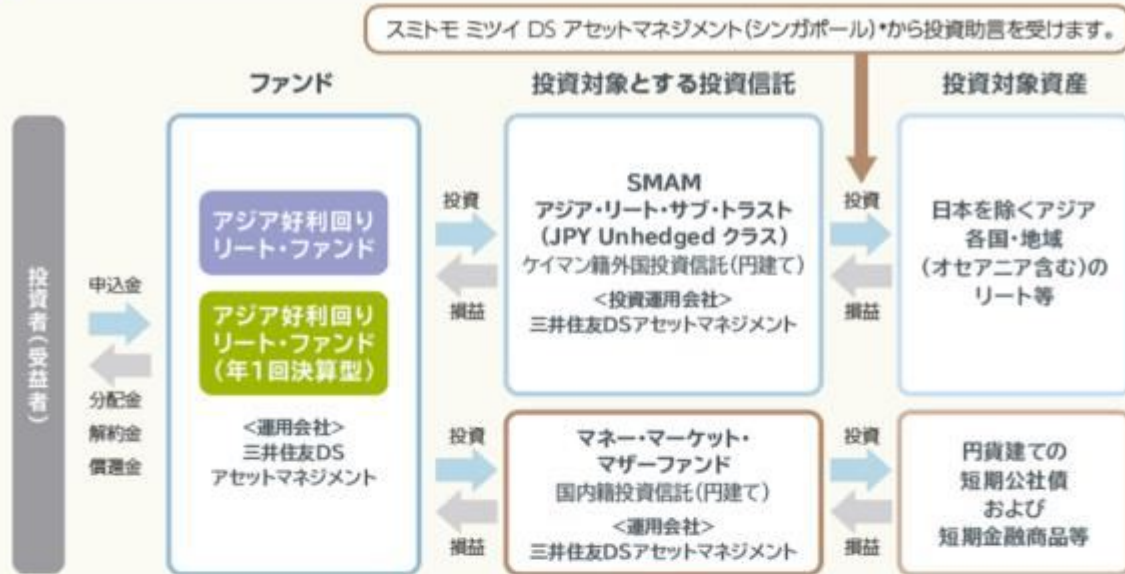 スミトモ ミツイ DS アセットマネジメント(シンガポール)*から投資助言を受けます。
ファンド
投資対象とする投資信託
投資対象資産
投資者(受益者)
申込金
分配金
解約金
償還金
アジア好利回り
リート・ファンド
アジア好利回り
リート・ファンド
(年1回決算型)
<運用会社>
三井住友DS
アセットマネジメント
投資
損益
SMAM
アジア・リート・サブ・トラスト
(JPY Unhedged クラス)
ケイマン籍外国投資信託(円建て)
<投資運用会社>
三井住友DSアセットマネジメント
投資
損益
日本を除くアジア
各国・地域
(オセアニア含む)の
リート等
投資
損益
マネー・マーケット・
マザーファンド
国内籍投資信託(円建て)
<運用会社>
三井住友DSアセットマネジメント
投資
損益
円貨建ての
短期公社債
および
短期金融商品等